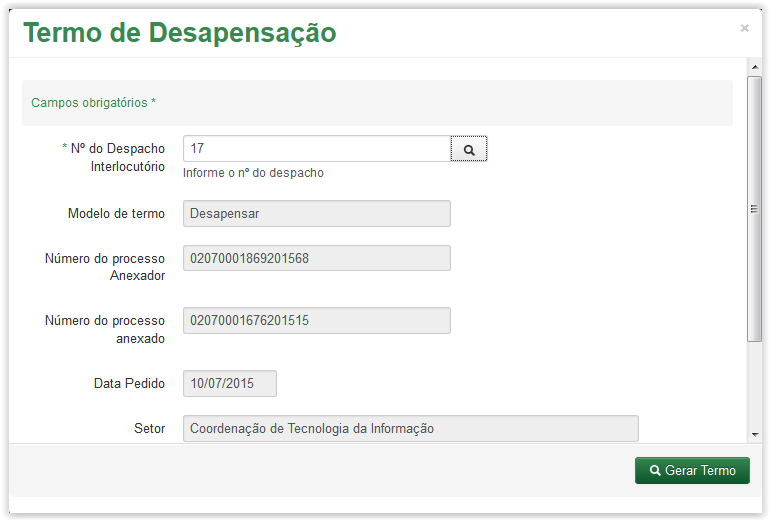 Termo de Desapensação
×
Campos obrigatórios *
* Nº do Despacho
Interlocutório
17
Informe o nº do despacho
Modelo de termo
Desapensar
Número do processo
Anexador
02070001869201568
Número do processo
anexado
02070001676201515
Data Pedido
10/07/2015
Setor
Coordenação de Tecnologia da Informação
Gerar Termo